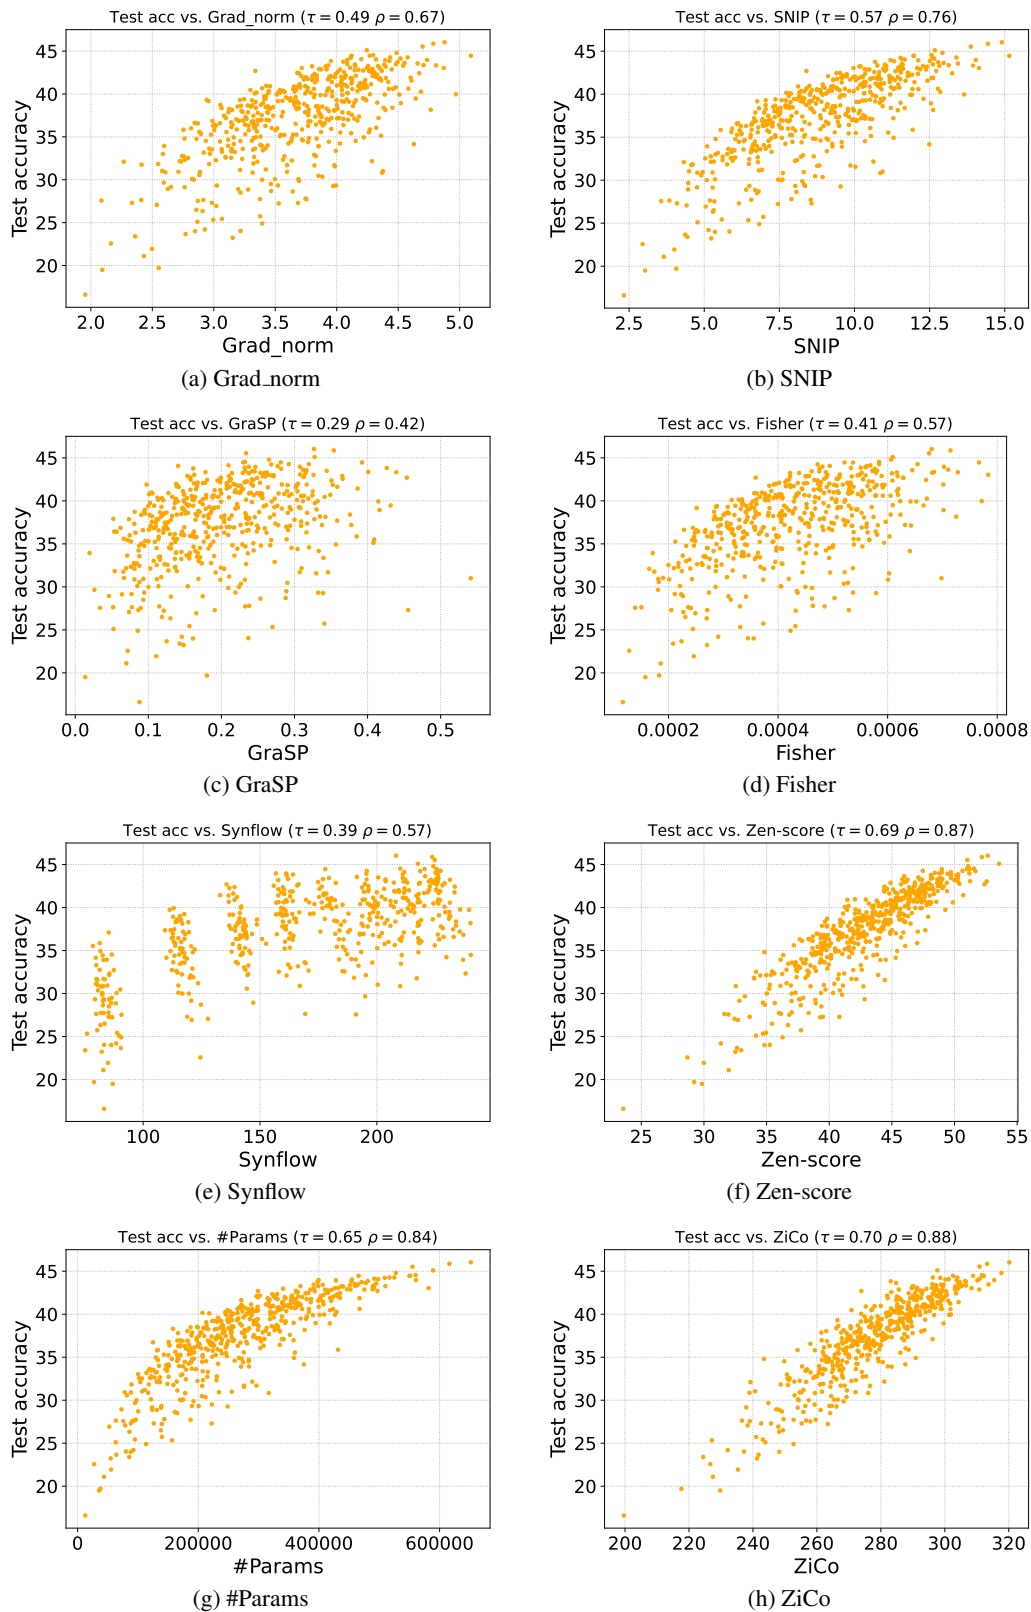 Test acc vs. Grad_norm (τ = 0.49 ρ = 0.67)
Test accuracy
45
40
35
30
25
20
2.0 2.5 3.0 3.5 4.0 4.5 5.0
Grad_norm
(a) Grad_norm
Test acc vs. SNIP (τ = 0.57 ρ = 0.76)
Test accuracy
45
40
35
30
25
20
2.5 5.0 7.5 10.0 12.5 15.0
SNIP
(b) SNIP
Test acc vs. GraSP (τ = 0.29 ρ = 0.42)
Test accuracy
45
40
35
30
25
20
0.0 0.1 0.2 0.3 0.4 0.5
GraSP
(c) GraSP
Test acc vs. Fisher (τ = 0.41 ρ = 0.57)
Test accuracy
45
40
35
30
25
20
0.0002 0.0004 0.0006 0.0008
Fisher
(d) Fisher
Test acc vs. Synflow (τ = 0.39 ρ = 0.57)
Test accuracy
45
40
35
30
25
20
100 150 200
Synflow
(e) Synflow
Test acc vs. Zen-score (τ = 0.69 ρ = 0.87)
Test accuracy
45
40
35
30
25
20
25 30 35 40 45 50 55
Zen-score
(f) Zen-score
Test acc vs. #Params (τ = 0.65 ρ = 0.84)
Test accuracy
45
40
35
30
25
20
0 200000 400000 600000
#Params
(g) #Params
Test acc vs. ZiCo (τ = 0.70 ρ = 0.88)
Test accuracy
45
40
35
30
25
20
200 220 240 260 280 300 320
ZiCo
(h) ZiCo